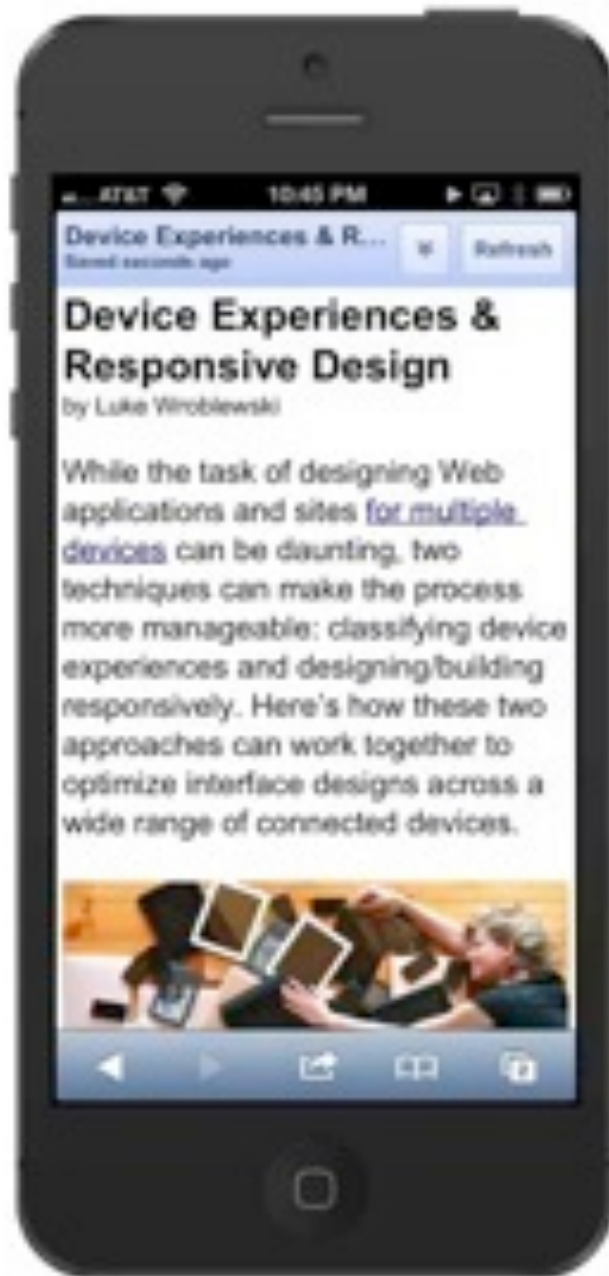 AT&T 10:45 PM
Device Experiences & R...
Saved seconds ago
Refresh
Device Experiences &
Responsive Design
by Luke Wroblewski
While the task of designing Web
applications and sites for multiple
devices can be daunting, two
techniques can make the process
more manageable: classifying device
experiences and designing/building
responsively. Here's how these two
approaches can work together to
optimize interface designs across a
wide range of connected devices.